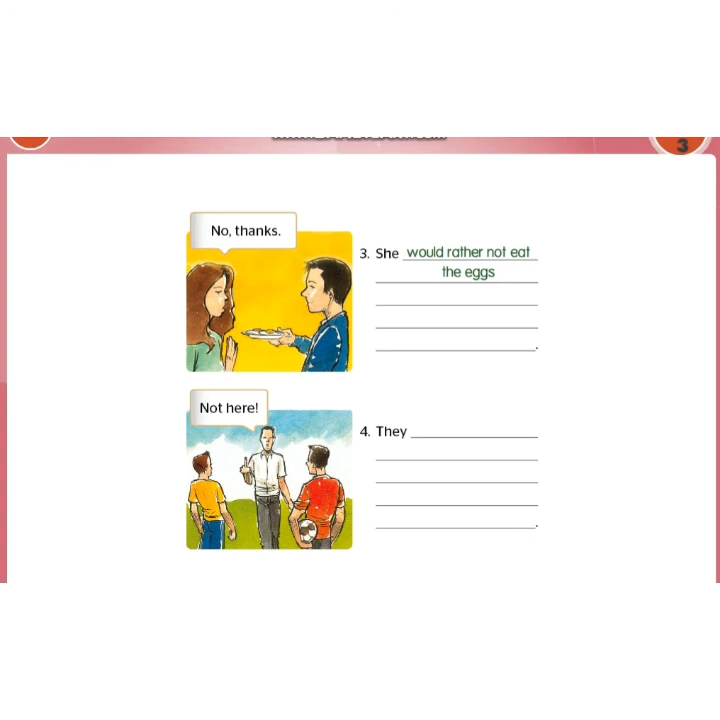 3
No, thanks.
3. She would rather not eat
the eggs
.
Not here!
4. They
.